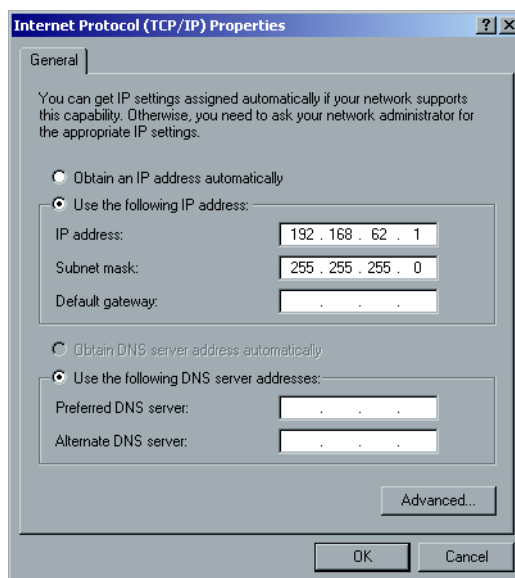 Internet Protocol (TCP/IP) Properties
General
You can get IP settings assigned automatically if your network supports
this capability. Otherwise, you need to ask your network administrator for
the appropriate IP settings.
Obtain an IP address automatically
Use the following IP address:
IP address: 192 . 168 . 62 . 1
Subnet mask: 255 . 255 . 255 . 0
Default gateway: . . .
Obtain DNS server address automatically
Use the following DNS server addresses:
Preferred DNS server: . . .
Alternate DNS server: . . .
Advanced...
OK Cancel